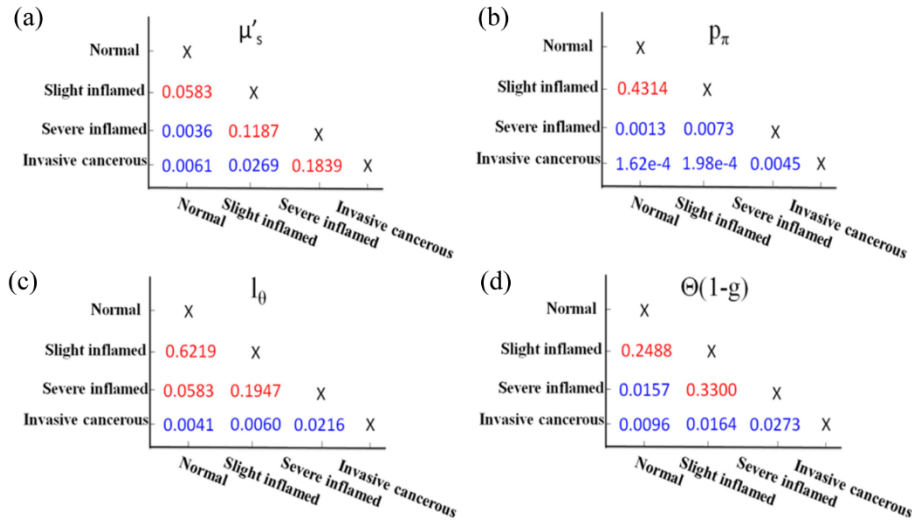 (a)
μ's
Normal X
Slight inflamed 0.0583 X
Severe inflamed 0.0036 0.1187 X
Invasive cancerous 0.0061 0.0269 0.1839 X
Normal
Slight inflamed
Severe inflamed
Invasive cancerous
(b)
pπ
Normal X
Slight inflamed 0.4314 X
Severe inflamed 0.0013 0.0073 X
Invasive cancerous 1.62e-4 1.98e-4 0.0045 X
Normal
Slight inflamed
Severe inflamed
Invasive cancerous
(c)
lθ
Normal X
Slight inflamed 0.6219 X
Severe inflamed 0.0583 0.1947 X
Invasive cancerous 0.0041 0.0060 0.0216 X
Normal
Slight inflamed
Severe inflamed
Invasive cancerous
(d)
Θ(1-g)
Normal X
Slight inflamed 0.2488 X
Severe inflamed 0.0157 0.3300 X
Invasive cancerous 0.0096 0.0164 0.0273 X
Normal
Slight inflamed
Severe inflamed
Invasive cancerous